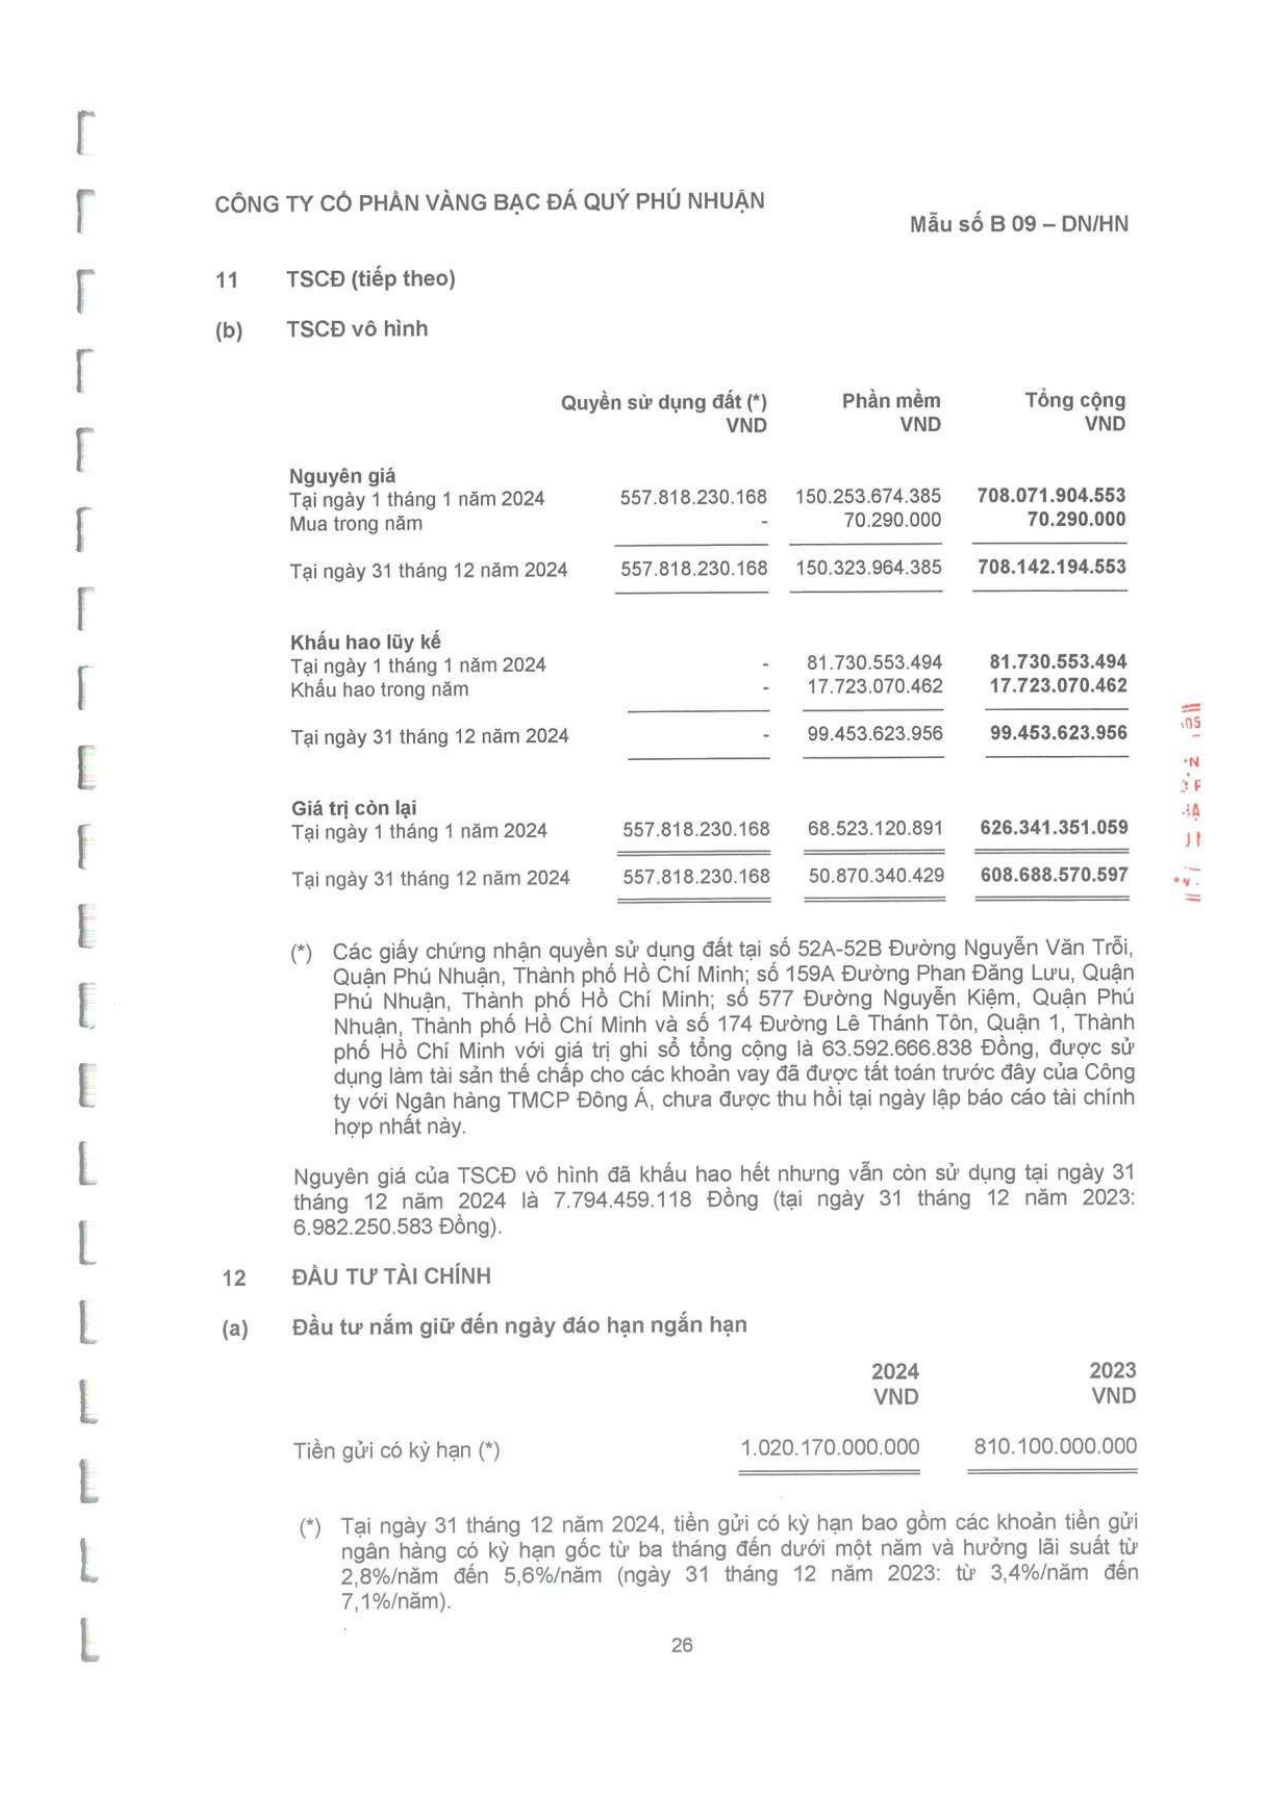 CÔNG TY CỔ PHẦN VÀNG BẠC ĐÁ QUÝ PHÚ NHUẬN
Mẫu số B 09 – DN/HN
11 TSCĐ (tiếp theo)
(b) TSCĐ vô hình
Quyền sử dụng đất (*) Phần mềm Tổng cộng
VND VND VND
Nguyên giá
Tại ngày 1 tháng 1 năm 2024 557.818.230.168 150.253.674.385 708.071.904.553
Mua trong năm - 70.290.000 70.290.000
Tại ngày 31 tháng 12 năm 2024 557.818.230.168 150.323.964.385 708.142.194.553
Khấu hao lũy kế
Tại ngày 1 tháng 1 năm 2024 - 81.730.553.494 81.730.553.494
Khấu hao trong năm - 17.723.070.462 17.723.070.462
Tại ngày 31 tháng 12 năm 2024 - 99.453.623.956 99.453.623.956
Giá trị còn lại
Tại ngày 1 tháng 1 năm 2024 557.818.230.168 68.523.120.891 626.341.351.059
Tại ngày 31 tháng 12 năm 2024 557.818.230.168 50.870.340.429 608.688.570.597
(*) Các giấy chứng nhận quyền sử dụng đất tại số 52A-52B Đường Nguyễn Văn Trỗi,
Quận Phú Nhuận, Thành phố Hồ Chí Minh; số 159A Đường Phan Đăng Lưu, Quận
Phú Nhuận, Thành phố Hồ Chí Minh; số 577 Đường Nguyễn Kiệm, Quận Phú
Nhuận, Thành phố Hồ Chí Minh và số 174 Đường Lê Thánh Tôn, Quận 1, Thành
phố Hồ Chí Minh với giá trị ghi sổ tổng cộng là 63.592.666.838 Đồng, được sử
dụng làm tài sản thế chấp cho các khoản vay đã được tất toán trước đây của Công
ty với Ngân hàng TMCP Đông Á, chưa được thu hồi tại ngày lập báo cáo tài chính
hợp nhất này.
Nguyên giá của TSCĐ vô hình đã khấu hao hết nhưng vẫn còn sử dụng tại ngày 31
tháng 12 năm 2024 là 7.794.459.118 Đồng (tại ngày 31 tháng 12 năm 2023:
6.982.250.583 Đồng).
12 ĐẦU TƯ TÀI CHÍNH
(a) Đầu tư nắm giữ đến ngày đáo hạn ngắn hạn
2024 2023
VND VND
Tiền gửi có kỳ hạn (*) 1.020.170.000.000 810.100.000.000
(*) Tại ngày 31 tháng 12 năm 2024, tiền gửi có kỳ hạn bao gồm các khoản tiền gửi
ngân hàng có kỳ hạn gốc từ ba tháng đến dưới một năm và hưởng lãi suất từ
2,8%/năm đến 5,6%/năm (ngày 31 tháng 12 năm 2023: từ 3,4%/năm đến
7,1%/năm).
26